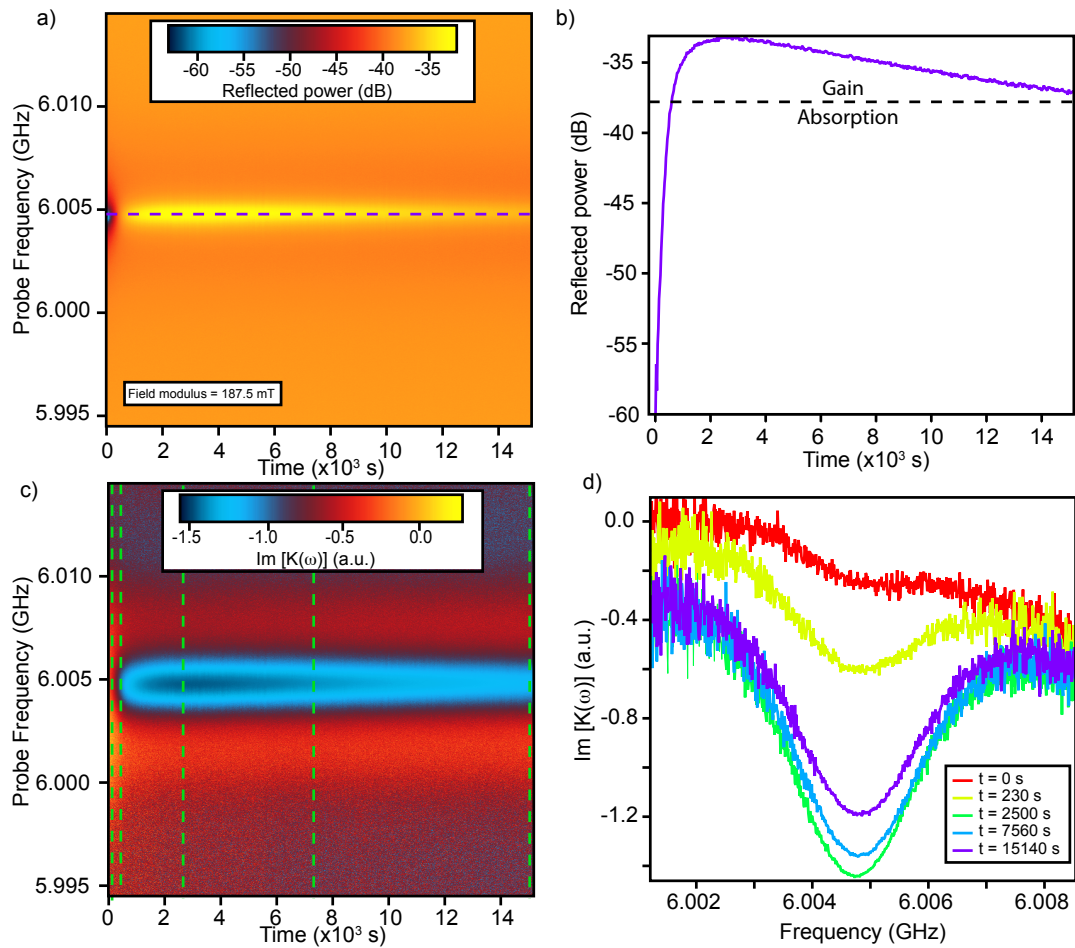 a)
-60 -55 -50 -45 -40 -35
Reflected power (dB)
6.010
6.005
6.000
5.995
Probe Frequency (GHz)
Field modulus = 187.5 mT
0 2 4 6 8 10 12 14
Time (x10³ s)
b)
-35
-40
-45
-50
-55
-60
Reflected power (dB)
Gain
Absorption
0 2 4 6 8 10 12 14
Time (x10³ s)
c)
-1.5 -1.0 -0.5 0.0
Im [K(ω)] (a.u.)
6.010
6.005
6.000
5.995
Probe Frequency (GHz)
0 2 4 6 8 10 12 14
Time (x10³ s)
d)
0.0
-0.4
-0.8
-1.2
Im [K(ω)] (a.u.)
t = 0 s
t = 230 s
t = 2500 s
t = 7560 s
t = 15140 s
6.002 6.004 6.006 6.008
Frequency (GHz)